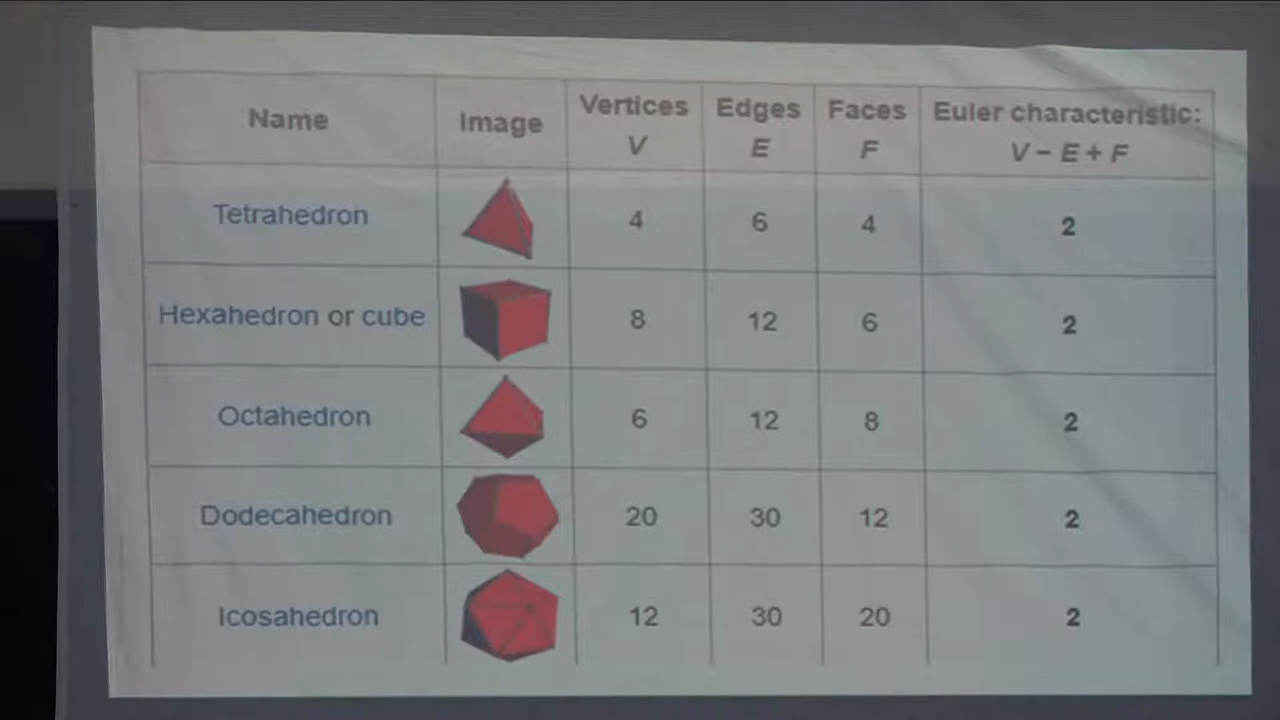 Name Image Vertices V Edges E Faces F Euler characteristic: V − E + F
Tetrahedron 4 6 4 2
Hexahedron or cube 8 12 6 2
Octahedron 6 12 8 2
Dodecahedron 20 30 12 2
Icosahedron 12 30 20 2